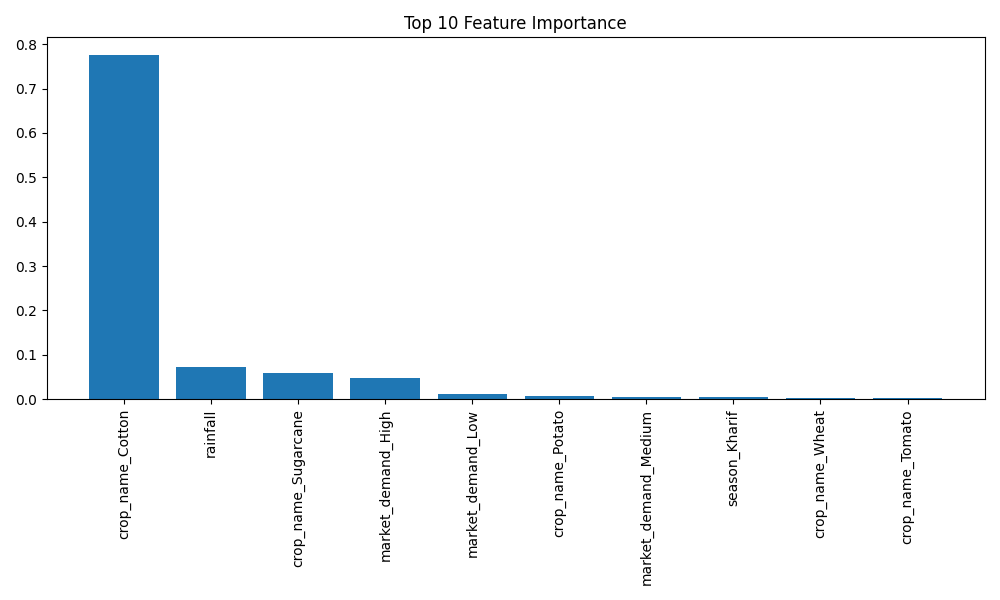 Top 10 Feature Importance
0.8
0.7
0.6
0.5
0.4
0.3
0.2
0.1
0.0
crop_name_Cotton
rainfall
crop_name_Sugarcane
market_demand_High
market_demand_Low
crop_name_Potato
market_demand_Medium
season_Kharif
crop_name_Wheat
crop_name_Tomato